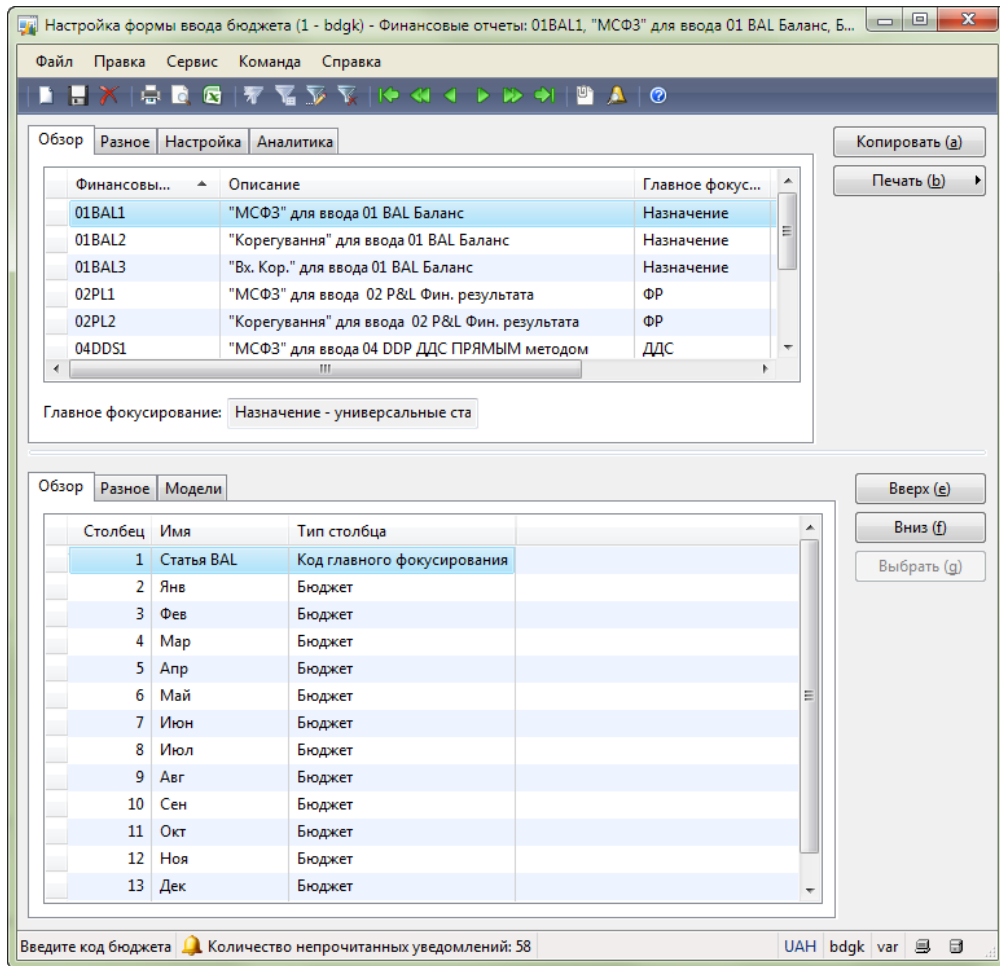 Настройка формы ввода бюджета (1 - bdgk) - Финансовые отчеты: 01BAL1, "МСФЗ" для ввода 01 BAL Баланс, Б...
Файл Правка Сервис Команда Справка
Обзор Разное Настройка Аналитика
Копировать (a)
Печать (b)
Финансовы... Описание Главное фокус...
01BAL1 "МСФЗ" для ввода 01 BAL Баланс Назначение
01BAL2 "Корегування" для ввода 01 BAL Баланс Назначение
01BAL3 "Вх. Кор." для ввода 01 BAL Баланс Назначение
02PL1 "МСФЗ" для ввода 02 P&L Фин. результата ФР
02PL2 "Корегування" для ввода 02 P&L Фин. результата ФР
04DDS1 "МСФЗ" для ввода 04 DDP ДДС ПРЯМЫМ методом ДДС
Главное фокусирование: Назначение - универсальные ста
Обзор Разное Модели
Вверх (e)
Вниз (f)
Выбрать (g)
Столбец Имя Тип столбца
1 Статья BAL Код главного фокусирования
2 Янв Бюджет
3 Фев Бюджет
4 Мар Бюджет
5 Апр Бюджет
6 Май Бюджет
7 Июн Бюджет
8 Июл Бюджет
9 Авг Бюджет
10 Сен Бюджет
11 Окт Бюджет
12 Ноя Бюджет
13 Дек Бюджет
Введите код бюджета Количество непрочитанных уведомлений: 58 UAH bdgk var